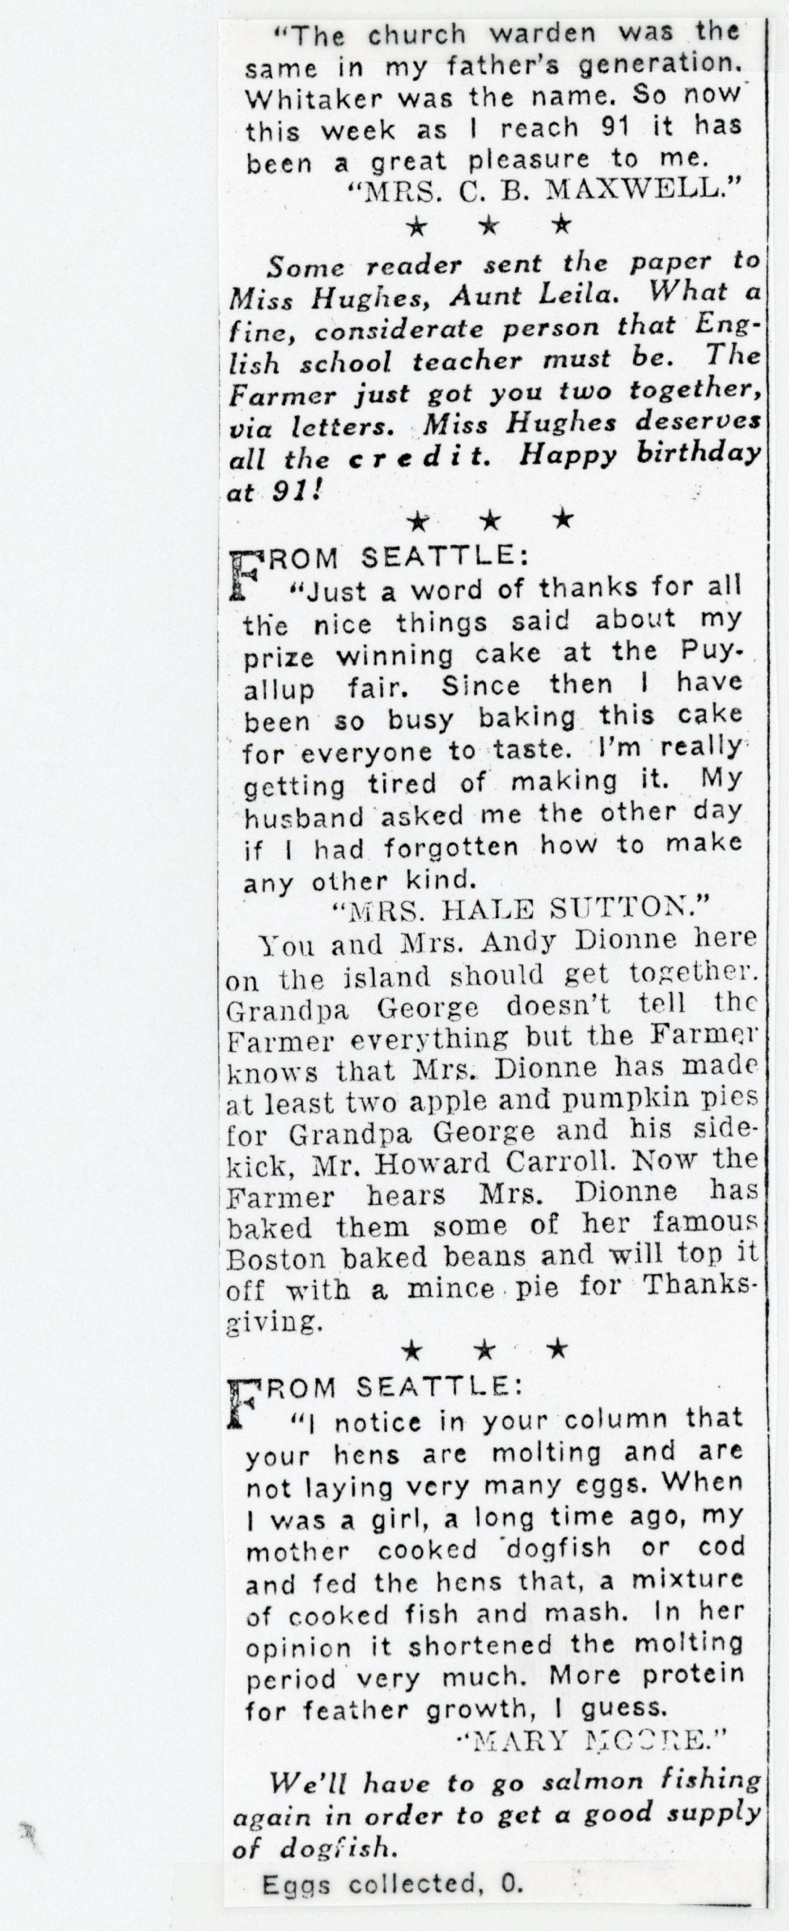 "The church warden was the
same in my father's generation.
Whitaker was the name. So now
this week as I reach 91 it has
been a great pleasure to me.
"MRS. C. B. MAXWELL."
★ ★ ★
Some reader sent the paper to
Miss Hughes, Aunt Leila. What a
fine, considerate person that Eng-
lish school teacher must be. The
Farmer just got you two together,
via letters. Miss Hughes deserves
all the credit. Happy birthday
at 91!
★ ★ ★
FROM SEATTLE:
"Just a word of thanks for all
the nice things said about my
prize winning cake at the Puy-
allup fair. Since then I have
been so busy baking this cake
for everyone to taste. I'm really
getting tired of making it. My
husband asked me the other day
if I had forgotten how to make
any other kind.
"MRS. HALE SUTTON."
You and Mrs. Andy Dionne here
on the island should get together.
Grandpa George doesn't tell the
Farmer everything but the Farmer
knows that Mrs. Dionne has made
at least two apple and pumpkin pies
for Grandpa George and his side-
kick, Mr. Howard Carroll. Now the
Farmer hears Mrs. Dionne has
baked them some of her famous
Boston baked beans and will top it
off with a mince pie for Thanks-
giving.
★ ★ ★
FROM SEATTLE:
"I notice in your column that
your hens are molting and are
not laying very many eggs. When
I was a girl, a long time ago, my
mother cooked dogfish or cod
and fed the hens that, a mixture
of cooked fish and mash. In her
opinion it shortened the molting
period very much. More protein
for feather growth, I guess.
"MARY MOORE."
We'll have to go salmon fishing
again in order to get a good supply
of dogfish.
Eggs collected, 0.